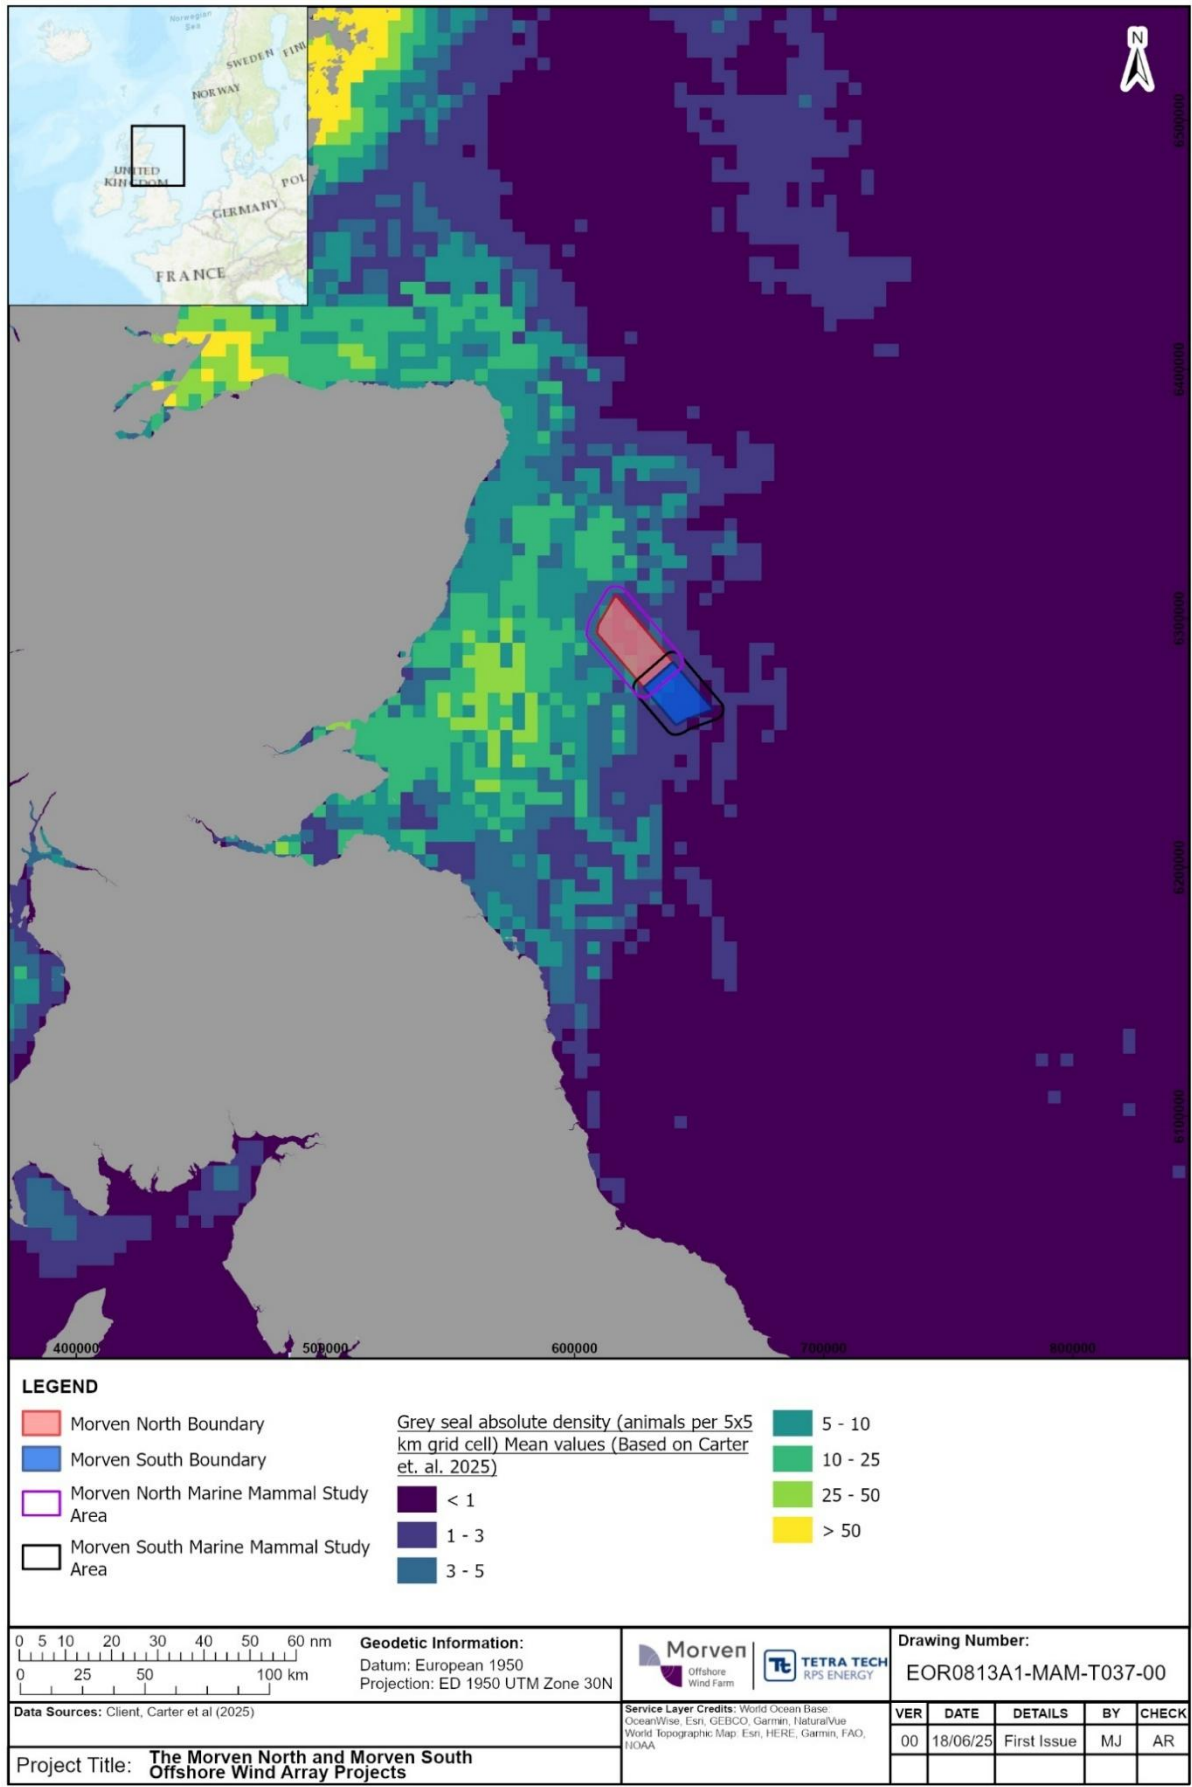 Norwegian
Sea
SWEDEN
FINL
NORWAY
UNITED
KINGDOM
POL
GERMANY
FRANCE
N
6500000
6400000
6300000
6200000
6100000
400000
500000
600000
700000
800000
LEGEND
Morven North Boundary
Morven South Boundary
Morven North Marine Mammal Study
Area
Morven South Marine Mammal Study
Area
Grey seal absolute density (animals per 5x5
km grid cell) Mean values (Based on Carter
et. al. 2025)
< 1
1 - 3
3 - 5
5 - 10
10 - 25
25 - 50
> 50
0 5 10 20 30 40 50 60 nm
0 25 50 100 km
Geodetic Information:
Datum: European 1950
Projection: ED 1950 UTM Zone 30N
Morven
Offshore
Wind Farm
Tt
TETRA TECH
RPS ENERGY
Drawing Number:
EOR0813A1-MAM-T037-00
Data Sources: Client, Carter et al (2025)
Service Layer Credits: World Ocean Base:
OceanWise, Esri, GEBCO, Garmin, NaturalVue
World Topographic Map: Esri, HERE, Garmin, FAO,
NOAA
VER DATE DETAILS BY CHECK
00 18/06/25 First Issue MJ AR
Project Title: The Morven North and Morven South
Offshore Wind Array Projects